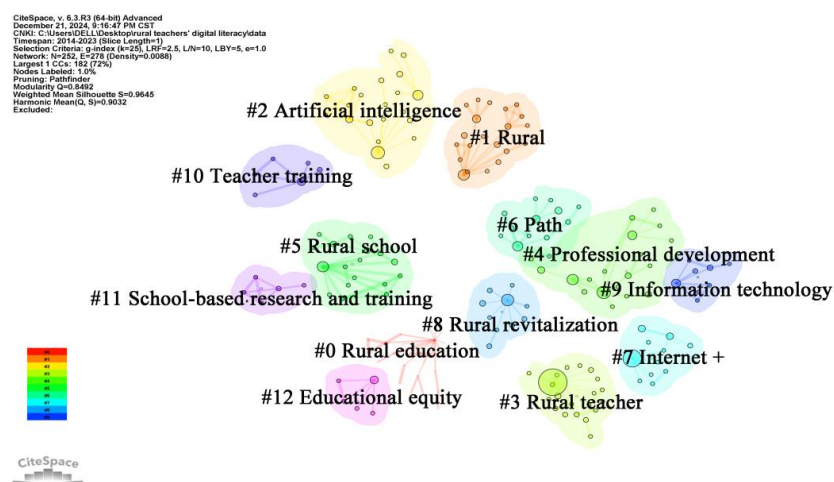 CiteSpace, v. 6.3.R3 (64-bit) Advanced
December 21, 2024, 9:16:47 PM CST
CNKI: C:\Users\DELL\Desktop\rural teachers' digital literacy\data
Timespan: 2014-2023 (Slice Length=1)
Selection Criteria: g-index (k=25), LRF=2.5, L/N=10, LBY=5, e=1.0
Network: N=252, E=278 (Density=0.0088)
Largest 1 CCs: 182 (72%)
Nodes Labeled: 1.0%
Pruning: Pathfinder
Modularity Q=0.8492
Weighted Mean Silhouette S=0.9645
Harmonic Mean(Q, S)=0.9032
Excluded:
#2 Artificial intelligence
#1 Rural
#10 Teacher training
#6 Path
#5 Rural school
#4 Professional development
#11 School-based research and training
#9 Information technology
#8 Rural revitalization
#0 Rural education
#7 Internet +
#12 Educational equity
#3 Rural teacher
CiteSpace